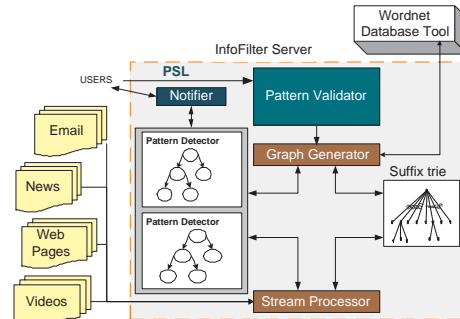 Wordnet
Database Tool
InfoFilter Server
USERS
PSL
Notifier
Pattern Validator
Email
Pattern Detector
Graph Generator
Suffix trie
News
Web
Pages
Pattern Detector
Videos
Stream Processor